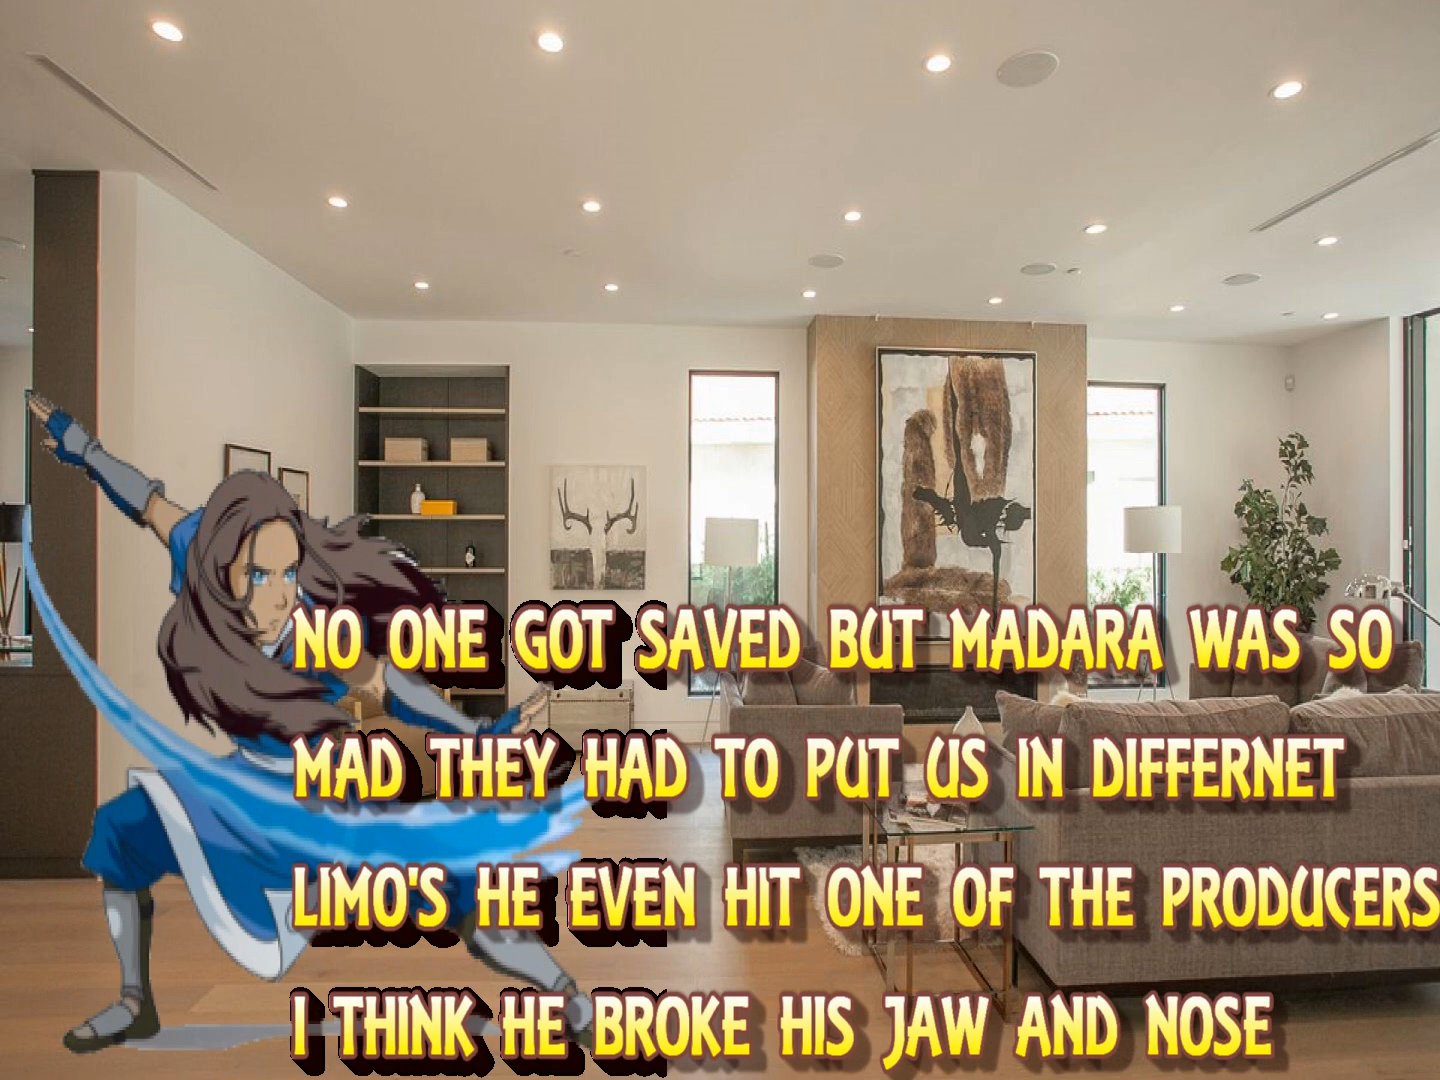 NO ONE GOT SAVED BUT MADARA WAS SO
MAD THEY HAD TO PUT US IN DIFFERNET
LIMO'S HE EVEN HIT ONE OF THE PRODUCERS
I THINK HE BROKE HIS JAW AND NOSE